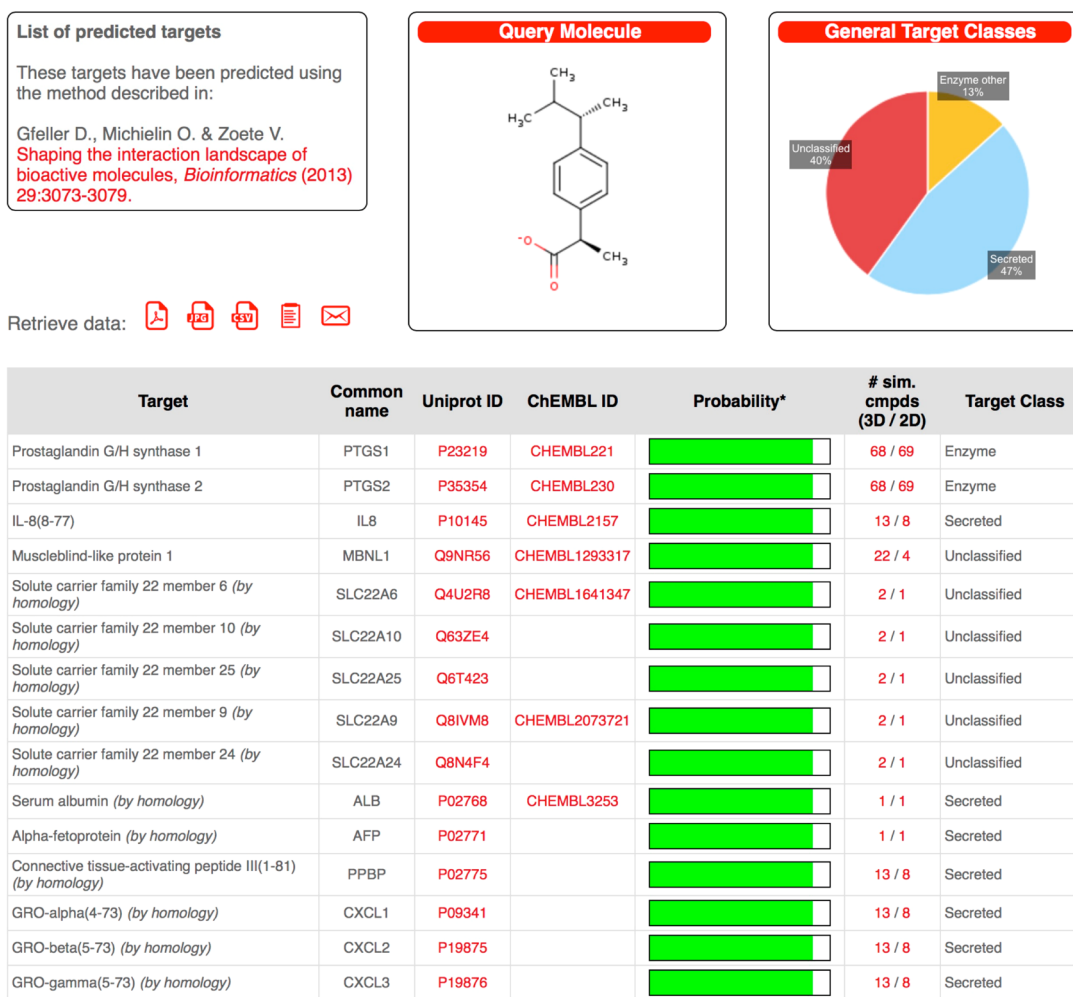 List of predicted targets
These targets have been predicted using
the method described in:
Gfeller D., Michielin O. & Zoete V.
Shaping the interaction landscape of
bioactive molecules, Bioinformatics (2013)
29:3073-3079.
Retrieve data:
JPG
CSV
Query Molecule
CH3
CH3
H3C
-O
CH3
O
General Target Classes
Enzyme other
13%
Unclassified
40%
Secreted
47%
Target Common name Uniprot ID ChEMBL ID Probability* # sim. cmpds (3D / 2D) Target Class
Prostaglandin G/H synthase 1 PTGS1 P23219 CHEMBL221 68 / 69 Enzyme
Prostaglandin G/H synthase 2 PTGS2 P35354 CHEMBL230 68 / 69 Enzyme
IL-8(8-77) IL8 P10145 CHEMBL2157 13 / 8 Secreted
Muscleblind-like protein 1 MBNL1 Q9NR56 CHEMBL1293317 22 / 4 Unclassified
Solute carrier family 22 member 6 (by homology) SLC22A6 Q4U2R8 CHEMBL1641347 2 / 1 Unclassified
Solute carrier family 22 member 10 (by homology) SLC22A10 Q63ZE4 2 / 1 Unclassified
Solute carrier family 22 member 25 (by homology) SLC22A25 Q6T423 2 / 1 Unclassified
Solute carrier family 22 member 9 (by homology) SLC22A9 Q8IVM8 CHEMBL2073721 2 / 1 Unclassified
Solute carrier family 22 member 24 (by homology) SLC22A24 Q8N4F4 2 / 1 Unclassified
Serum albumin (by homology) ALB P02768 CHEMBL3253 1 / 1 Secreted
Alpha-fetoprotein (by homology) AFP P02771 1 / 1 Secreted
Connective tissue-activating peptide III(1-81) (by homology) PPBP P02775 13 / 8 Secreted
GRO-alpha(4-73) (by homology) CXCL1 P09341 13 / 8 Secreted
GRO-beta(5-73) (by homology) CXCL2 P19875 13 / 8 Secreted
GRO-gamma(5-73) (by homology) CXCL3 P19876 13 / 8 Secreted